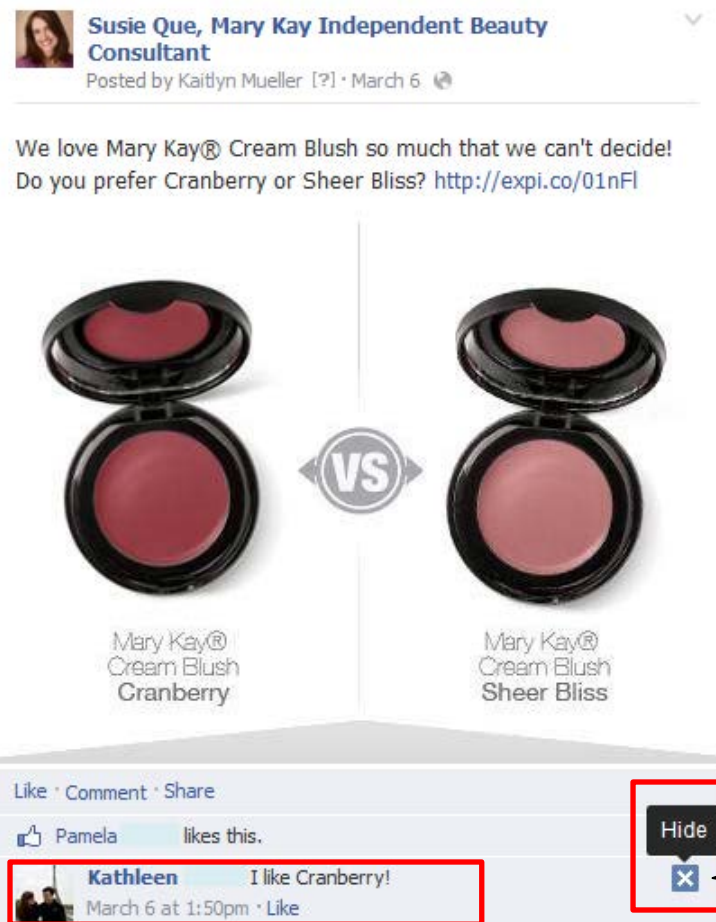 Susie Que, Mary Kay Independent Beauty
Consultant
Posted by Kaitlyn Mueller [?] · March 6
We love Mary Kay® Cream Blush so much that we can't decide!
Do you prefer Cranberry or Sheer Bliss? http://expi.co/01nFl
VS
Mary Kay®
Cream Blush
Cranberry
Mary Kay®
Cream Blush
Sheer Bliss
Like · Comment · Share
Pamela likes this.
Hide
Kathleen I like Cranberry!
March 6 at 1:50pm · Like